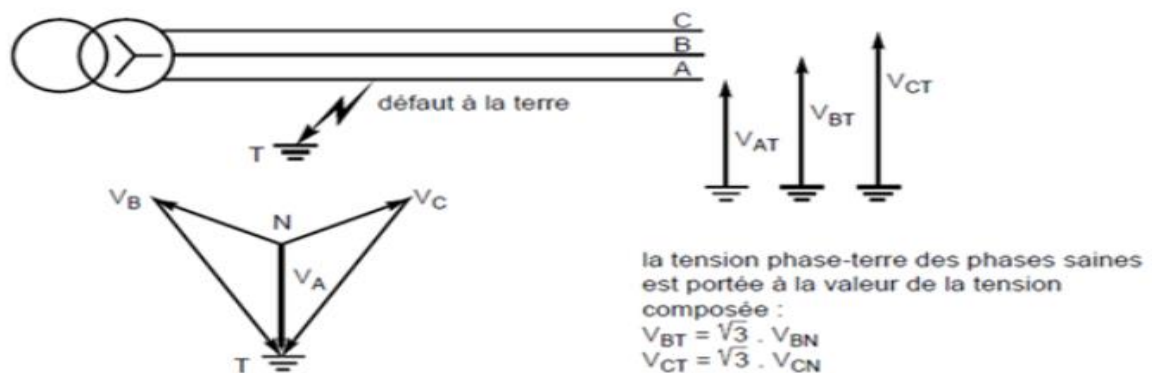 C
B
A
défaut à la terre
T
V_AT
V_BT
V_CT
V_B
N
V_C
V_A
T
la tension phase-terre des phases saines
est portée à la valeur de la tension
composée :
V_BT = √3 . V_BN
V_CT = √3 . V_CN